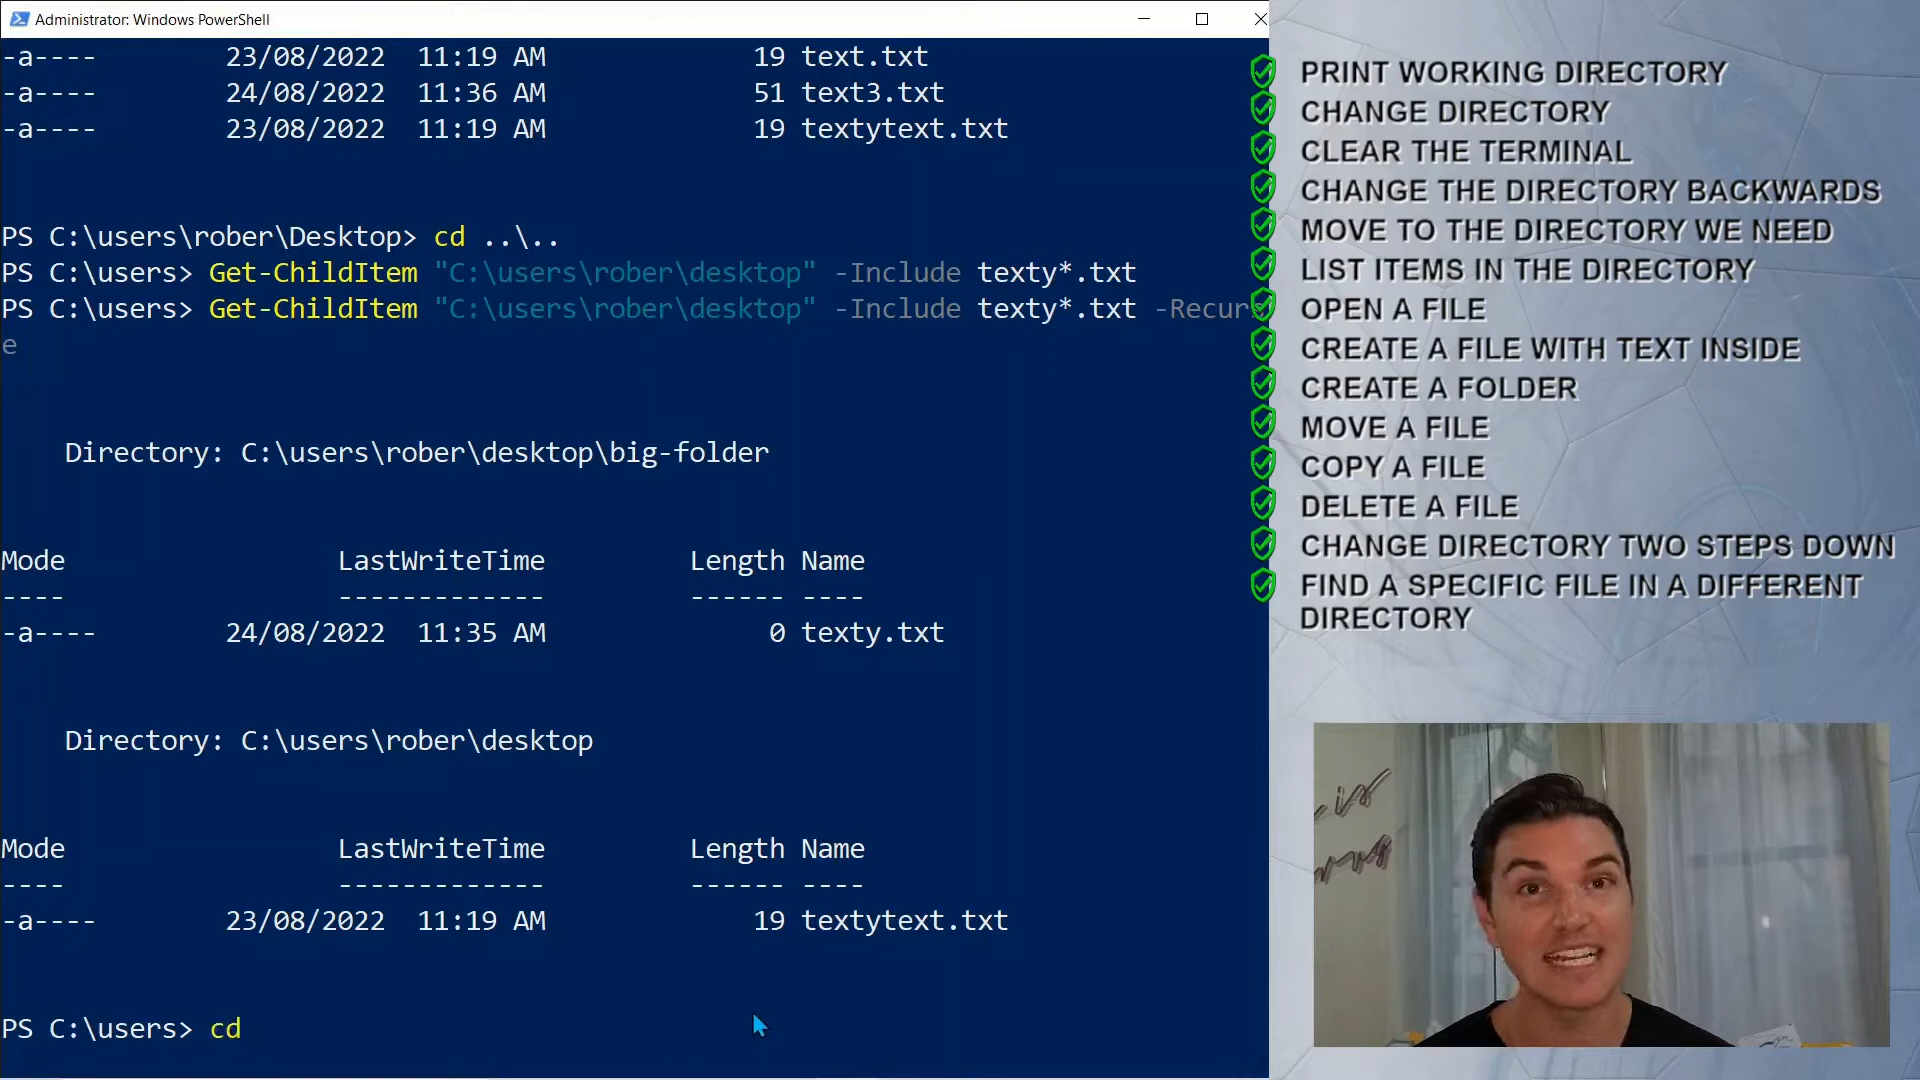 Administrator: Windows PowerShell
-a---- 23/08/2022 11:19 AM 19 text.txt
-a---- 24/08/2022 11:36 AM 51 text3.txt
-a---- 23/08/2022 11:19 AM 19 textytext.txt
PS C:\users\rober\Desktop> cd ..\..
PS C:\users> Get-ChildItem "C:\users\rober\desktop" -Include texty*.txt
PS C:\users> Get-ChildItem "C:\users\rober\desktop" -Include texty*.txt -Recurs
e
Directory: C:\users\rober\desktop\big-folder
Mode LastWriteTime Length Name
---- ------------- ------ ----
-a---- 24/08/2022 11:35 AM 0 texty.txt
Directory: C:\users\rober\desktop
Mode LastWriteTime Length Name
---- ------------- ------ ----
-a---- 23/08/2022 11:19 AM 19 textytext.txt
PS C:\users> cd
PRINT WORKING DIRECTORY
CHANGE DIRECTORY
CLEAR THE TERMINAL
CHANGE THE DIRECTORY BACKWARDS
MOVE TO THE DIRECTORY WE NEED
LIST ITEMS IN THE DIRECTORY
OPEN A FILE
CREATE A FILE WITH TEXT INSIDE
CREATE A FOLDER
MOVE A FILE
COPY A FILE
DELETE A FILE
CHANGE DIRECTORY TWO STEPS DOWN
FIND A SPECIFIC FILE IN A DIFFERENT
DIRECTORY